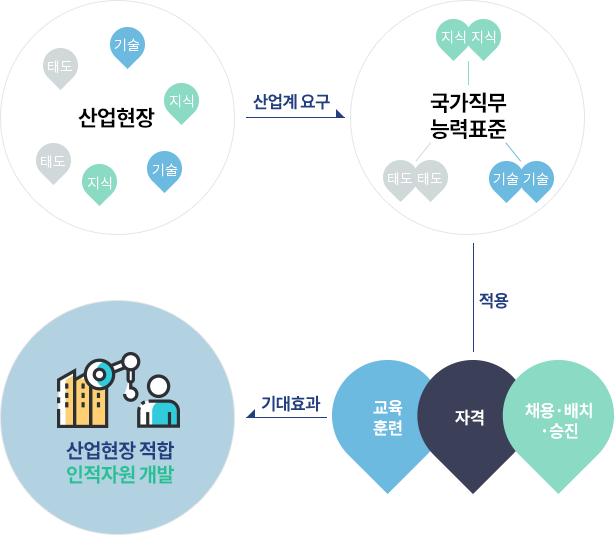 기술
태도
지식
산업현장
태도
지식
기술
산업계 요구
지식 지식
국가직무
능력표준
태도 태도
기술 기술
적용
교육
훈련
자격
채용·배치
·승진
기대효과
산업현장 적합
인적자원 개발